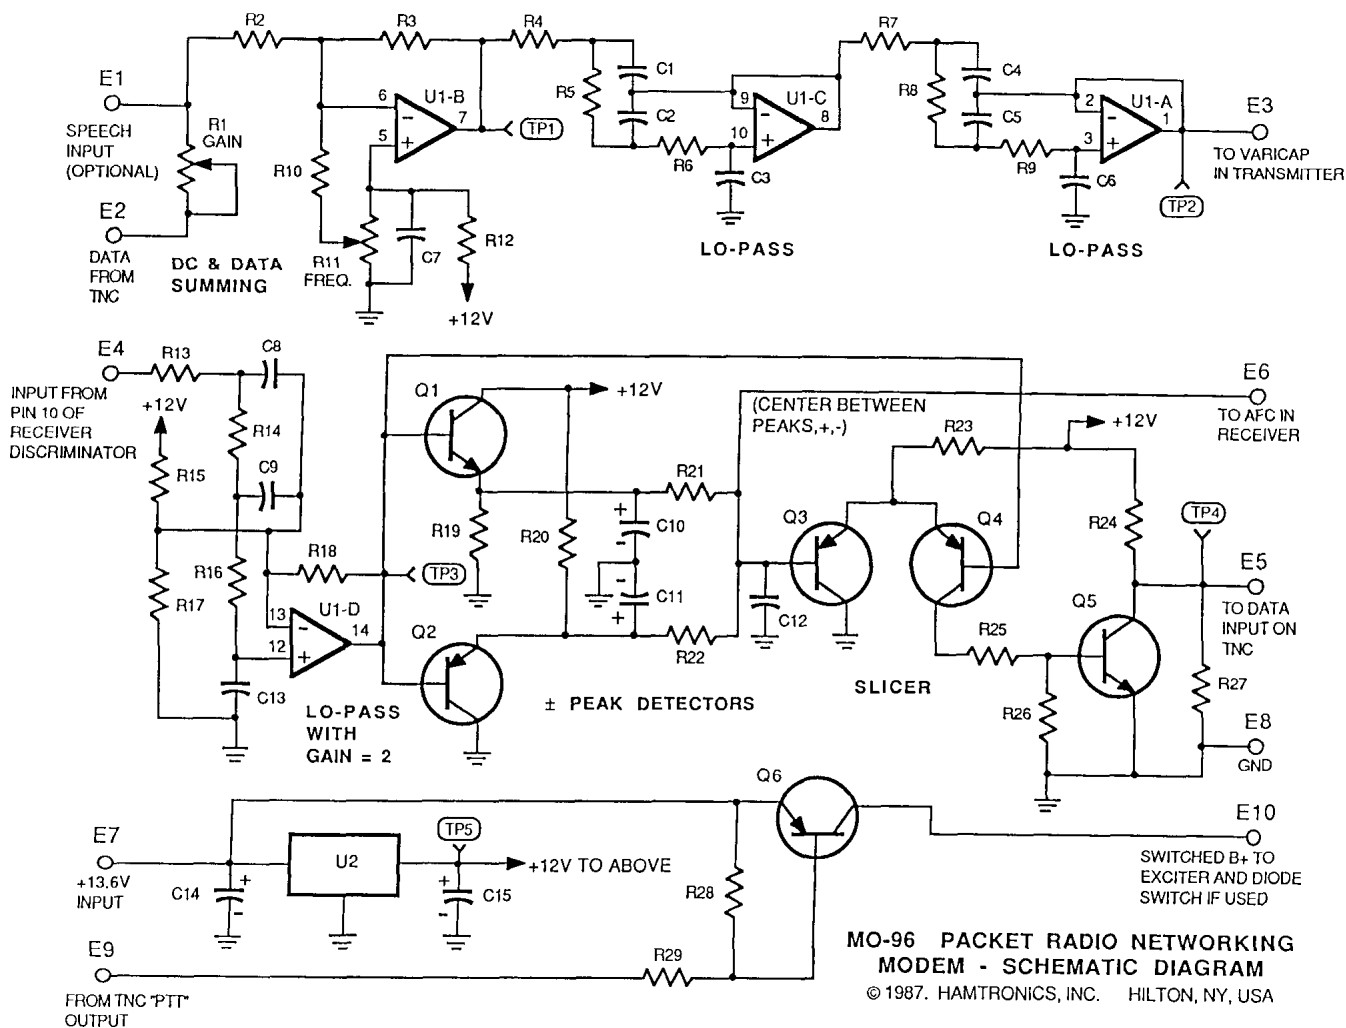 R2
R3
R4
R7
E1
SPEECH
INPUT
(OPTIONAL)
R1
GAIN
E2
DATA
FROM
TNC
DC & DATA
SUMMING
6
5
-
+
U1-B
7
TP1
R10
R11
FREQ.
C7
R12
+12V
R5
C1
C2
R6
C3
9
10
-
+
U1-C
8
LO-PASS
R8
C4
C5
R9
C6
2
3
-
+
U1-A
1
TP2
LO-PASS
E3
TO VARICAP
IN TRANSMITTER
E4
INPUT FROM
PIN 10 OF
RECEIVER
DISCRIMINATOR
R13
C8
+12V
R14
C9
R15
R16
R17
R18
13
12
-
+
U1-D
14
C13
TP3
LO-PASS
WITH
GAIN = 2
Q1
Q2
+12V
R19
R20
+
C10
-
-
C11
+
R21
R22
± PEAK DETECTORS
(CENTER BETWEEN
PEAKS,+,-)
C12
Q3
Q4
R23
SLICER
R25
R26
+12V
R24
Q5
TP4
R27
E6
TO AFC IN
RECEIVER
E5
TO DATA
INPUT ON
TNC
E8
GND
E7
+13.6V
INPUT
C14
+
-
U2
TP5
+
-
C15
+12V TO ABOVE
Q6
R28
R29
E9
FROM TNC "PTT"
OUTPUT
E10
SWITCHED B+ TO
EXCITER AND DIODE
SWITCH IF USED
MO-96 PACKET RADIO NETWORKING
MODEM - SCHEMATIC DIAGRAM
© 1987. HAMTRONICS, INC. HILTON, NY, USA